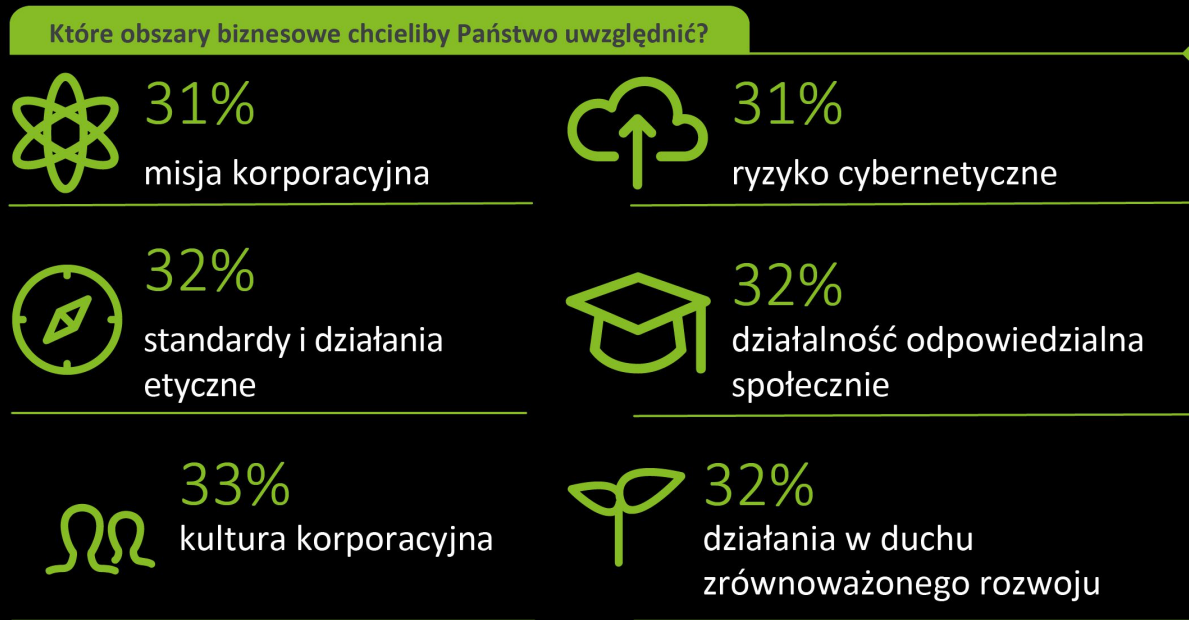 Które obszary biznesowe chcieliby Państwo uwzględnić?
31%
misja korporacyjna
31%
ryzyko cybernetyczne
32%
standardy i działania
etyczne
32%
działalność odpowiedzialna
społecznie
33%
kultura korporacyjna
32%
działania w duchu
zrównoważonego rozwoju